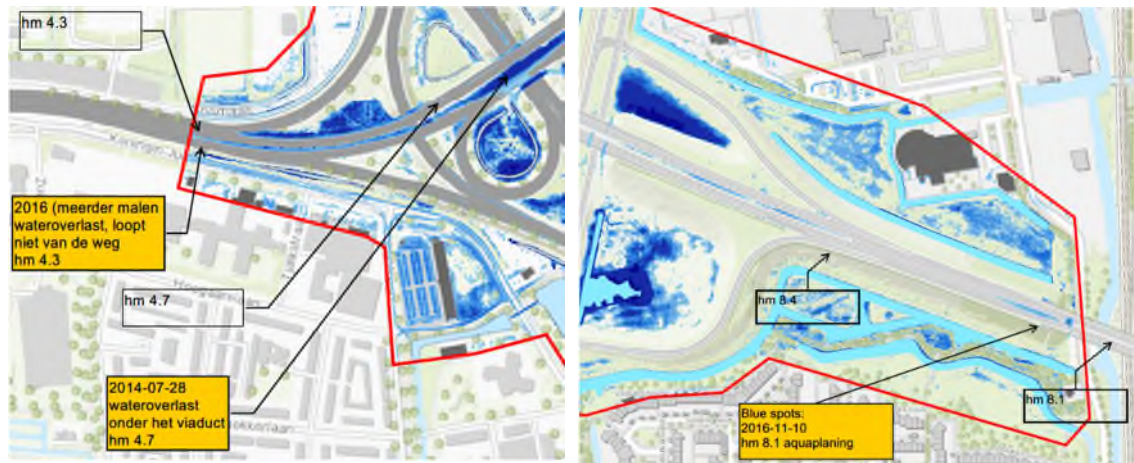 hm 4.3
2016 (meerder malen
wateroverlast, loopt
niet van de weg
hm 4.3
hm 4.7
2014-07-28
wateroverlast
onder het viaduct
hm 4.7
hm 8.4
Blue spots:
2016-11-10
hm 8.1 aquaplaning
hm 8.1